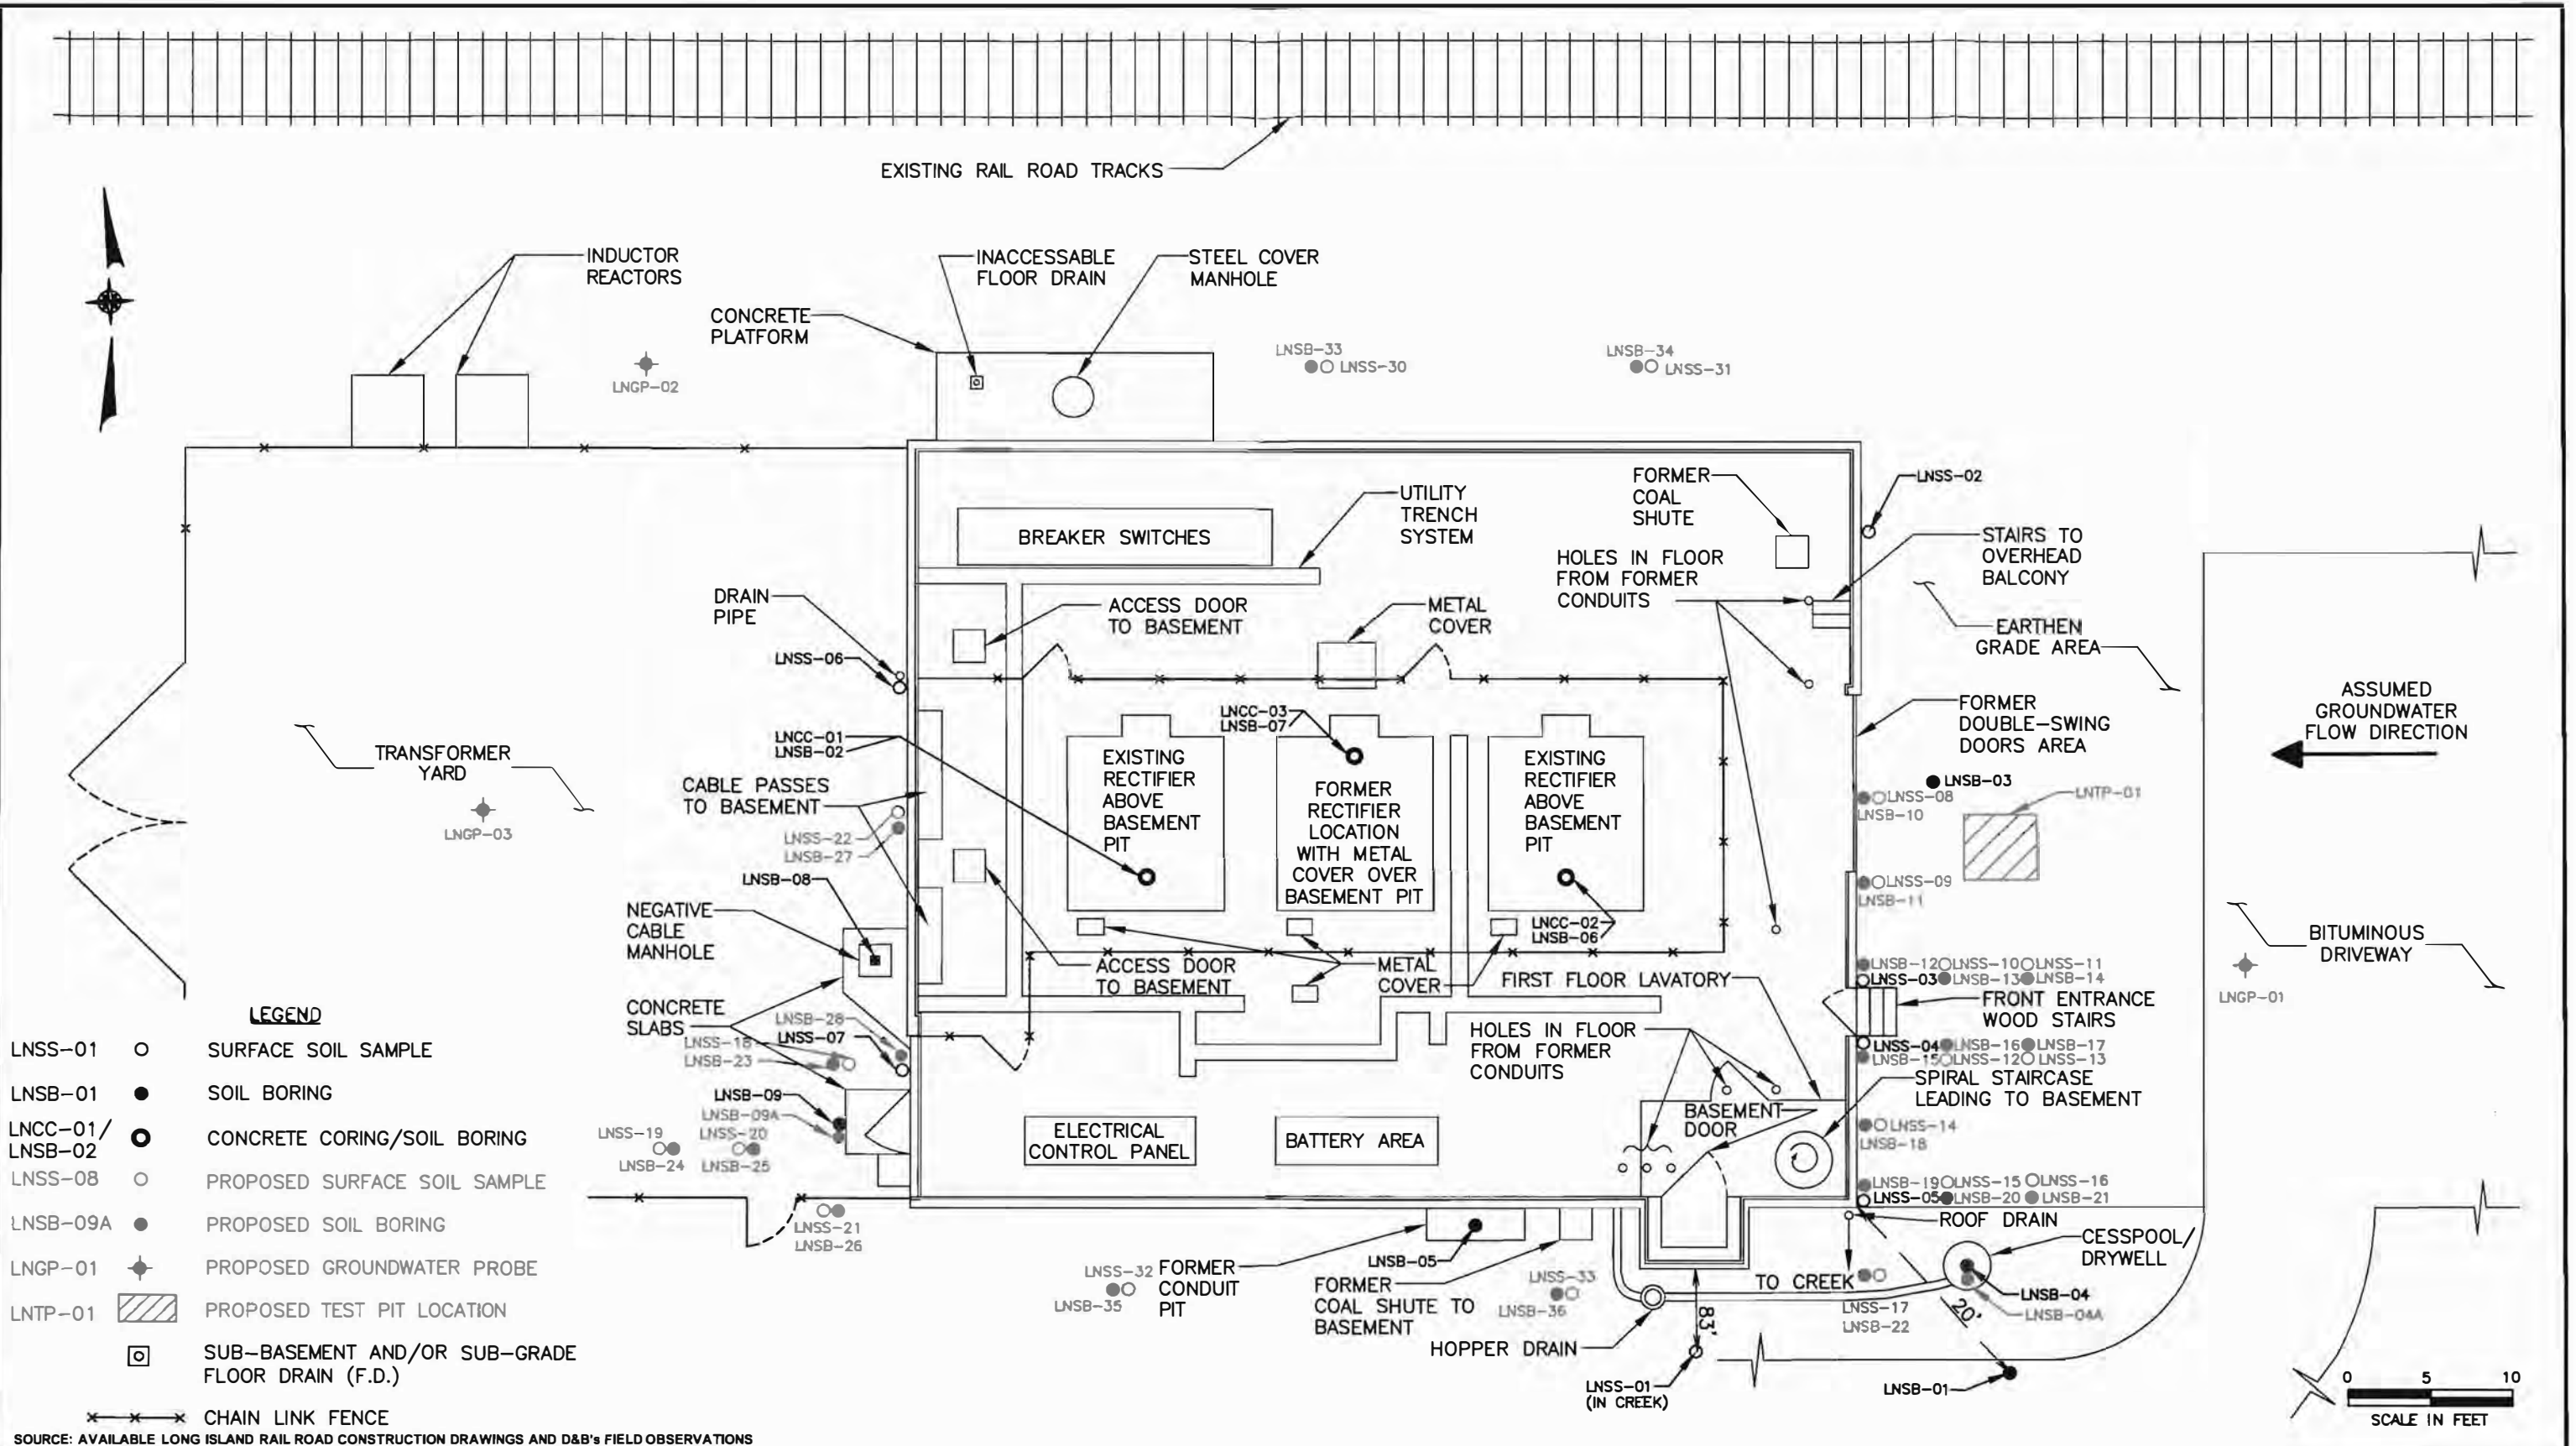 EXISTING RAIL ROAD TRACKS
INDUCTOR
REACTORS
INACCESSABLE
FLOOR DRAIN
STEEL COVER
MANHOLE
CONCRETE
PLATFORM
N
LNGP-02
LNSB-33
LNSS-30
LNSB-34
LNSS-31
BREAKER SWITCHES
UTILITY
TRENCH
SYSTEM
FORMER
COAL
SHUTE
LNSS-02
STAIRS TO
OVERHEAD
BALCONY
HOLES IN FLOOR
FROM FORMER
CONDUITS
DRAIN
PIPE
LNSS-06
ACCESS DOOR
TO BASEMENT
METAL
COVER
EARTHEN
GRADE AREA
ASSUMED
GROUNDWATER
FLOW DIRECTION
FORMER
DOUBLE-SWING
DOORS AREA
TRANSFORMER
YARD
LNGP-03
LNCC-01
LNSB-02
CABLE PASSES
TO BASEMENT
LNSS-22
LNSB-27
LNSB-08
LNCC-03
LNSB-07
EXISTING
RECTIFIER
ABOVE
BASEMENT
PIT
FORMER
RECTIFIER
LOCATION
WITH METAL
COVER OVER
BASEMENT PIT
EXISTING
RECTIFIER
ABOVE
BASEMENT
PIT
LNCC-02
LNSB-06
LNSB-03
LNSS-08
LNSB-10
LNTP-01
LNSS-09
LNSB-11
NEGATIVE
CABLE
MANHOLE
ACCESS DOOR
TO BASEMENT
METAL
COVER
FIRST FLOOR LAVATORY
LNSB-12 LNSS-10 LNSS-11
LNSS-03 LNSB-13 LNSB-14
FRONT ENTRANCE
WOOD STAIRS
BITUMINOUS
DRIVEWAY
LNGP-01
CONCRETE
SLABS
LNSB-28
LNSS-18 LNSS-07
LNSB-23
HOLES IN FLOOR
FROM FORMER
CONDUITS
LNSS-04 LNSB-16 LNSB-17
LNSB-15 LNSS-12 LNSS-13
SPIRAL STAIRCASE
LEADING TO BASEMENT
LNSB-09
LNSB-09A
LNSS-19
LNSS-20
LNSB-24
LNSB-25
ELECTRICAL
CONTROL PANEL
BATTERY AREA
BASEMENT
DOOR
LNSS-14
LNSB-18
LNSB-19 LNSS-15 LNSS-16
LNSS-05 LNSB-20 LNSB-21
LNSS-21
LNSB-26
ROOF DRAIN
CESSPOOL/
DRYWELL
LNSS-32
LNSB-35
FORMER
CONDUIT
PIT
LNSB-05
FORMER
COAL SHUTE TO
BASEMENT
LNSS-33
LNSB-36
HOPPER DRAIN
83'
TO CREEK
LNSS-17
LNSB-22
20'
LNSB-04
LNSB-04A
LNSS-01
(IN CREEK)
LNSB-01
0 5 10
SCALE IN FEET
LEGEND
LNSS-01 SURFACE SOIL SAMPLE
LNSB-01 SOIL BORING
LNCC-01/
LNSB-02 CONCRETE CORING/SOIL BORING
LNSS-08 PROPOSED SURFACE SOIL SAMPLE
LNSB-09A PROPOSED SOIL BORING
LNGP-01 PROPOSED GROUNDWATER PROBE
LNTP-01 PROPOSED TEST PIT LOCATION
SUB-BASEMENT AND/OR SUB-GRADE
FLOOR DRAIN (F.D.)
CHAIN LINK FENCE
SOURCE: AVAILABLE LONG ISLAND RAIL ROAD CONSTRUCTION DRAWINGS AND D&B's FIELD OBSERVATIONS